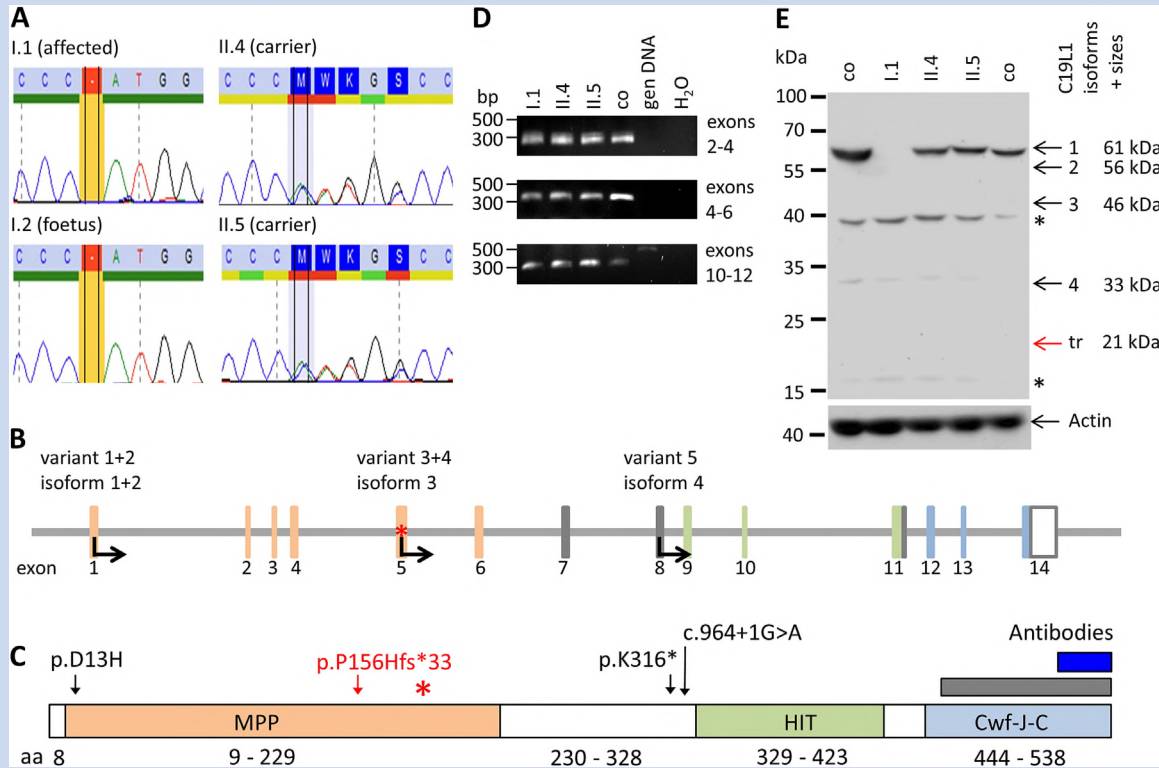 A
I.1 (affected)
C C C - A T G G
II.4 (carrier)
C C C M W K G S C C
I.2 (foetus)
C C C - A T G G
II.5 (carrier)
C C C M W K G S C C
D
bp
I.1 II.4 II.5 co gen DNA H2O
500
300
exons
2-4
500
300
exons
4-6
500
300
exons
10-12
E
kDa
co I.1 II.4 II.5 co
C19L1
isoforms
+ sizes
100
70
55
40
35
25
15
1 61 kDa
2 56 kDa
3 46 kDa
*
4 33 kDa
tr 21 kDa
*
40
Actin
B
variant 1+2
isoform 1+2
variant 3+4
isoform 3
variant 5
isoform 4
*
exon 1 2 3 4 5 6 7 8 9 10 11 12 13 14
C
p.D13H
p.P156Hfs*33
*
p.K316*
c.964+1G>A
Antibodies
MPP HIT Cwf-J-C
aa 8 9 - 229 230 - 328 329 - 423 444 - 538